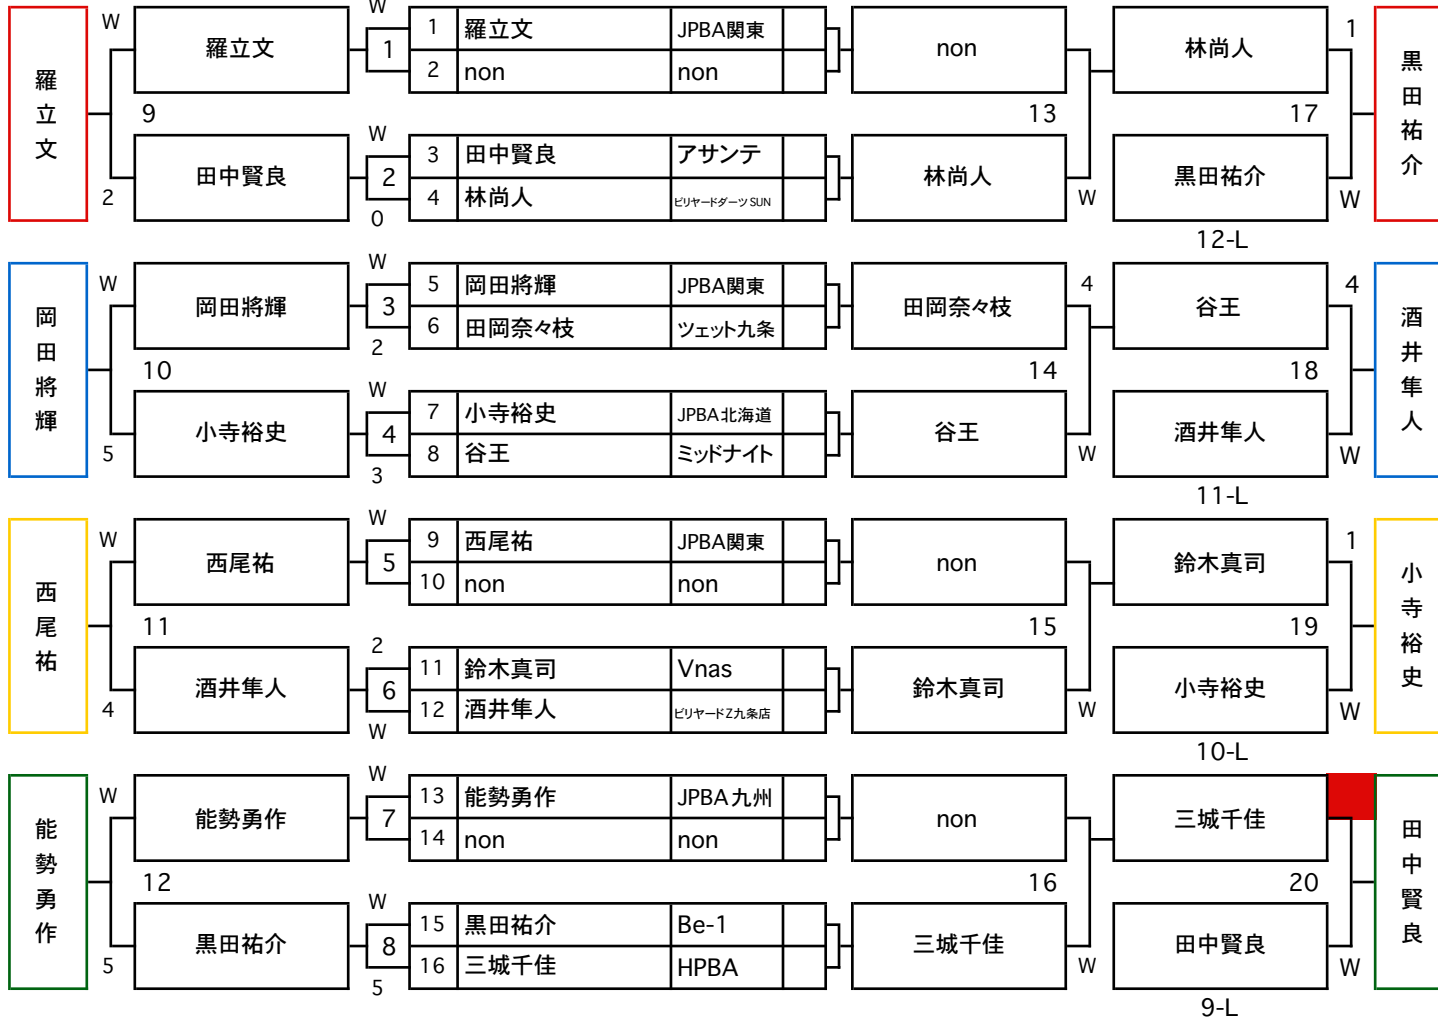 W
羅立文
W
1
1 羅立文 JPBA関東
2 non non
non
林尚人
1
羅立文
9
13
17
黒田祐介
2
田中賢良
W
2
0
3 田中賢良 アサンテ
4 林尚人 ビリヤードダーツ SUN
林尚人
W
黒田祐介
W
12-L
W
岡田將輝
W
3
2
5 岡田將輝 JPBA関東
6 田岡奈々枝 ツェット九条
田岡奈々枝
4
谷王
4
岡田將輝
10
14
18
酒井隼人
5
小寺裕史
W
4
3
7 小寺裕史 JPBA北海道
8 谷王 ミッドナイト
谷王
W
酒井隼人
W
11-L
W
西尾祐
W
5
9 西尾祐 JPBA関東
10 non non
non
鈴木真司
1
西尾祐
11
15
19
小寺裕史
4
酒井隼人
2
6
W
11 鈴木真司 Vnas
12 酒井隼人 ビリヤードZ九条店
鈴木真司
W
小寺裕史
W
10-L
W
能勢勇作
W
7
13 能勢勇作 JPBA九州
14 non non
non
三城千佳
能勢勇作
12
16
20
田中賢良
5
黒田祐介
W
8
5
15 黒田祐介 Be-1
16 三城千佳 HPBA
三城千佳
W
田中賢良
W
9-L